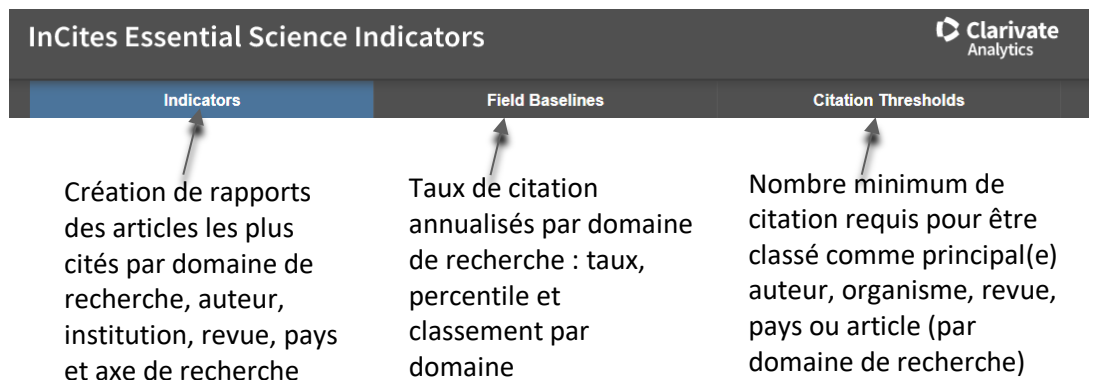 InCites Essential Science Indicators
Clarivate
Analytics
Indicators
Field Baselines
Citation Thresholds
Création de rapports
des articles les plus
cités par domaine de
recherche, auteur,
institution, revue, pays
et axe de recherche
Taux de citation
annualisés par domaine
de recherche : taux,
percentile et
classement par
domaine
Nombre minimum de
citation requis pour être
classé comme principal(e)
auteur, organisme, revue,
pays ou article (par
domaine de recherche)